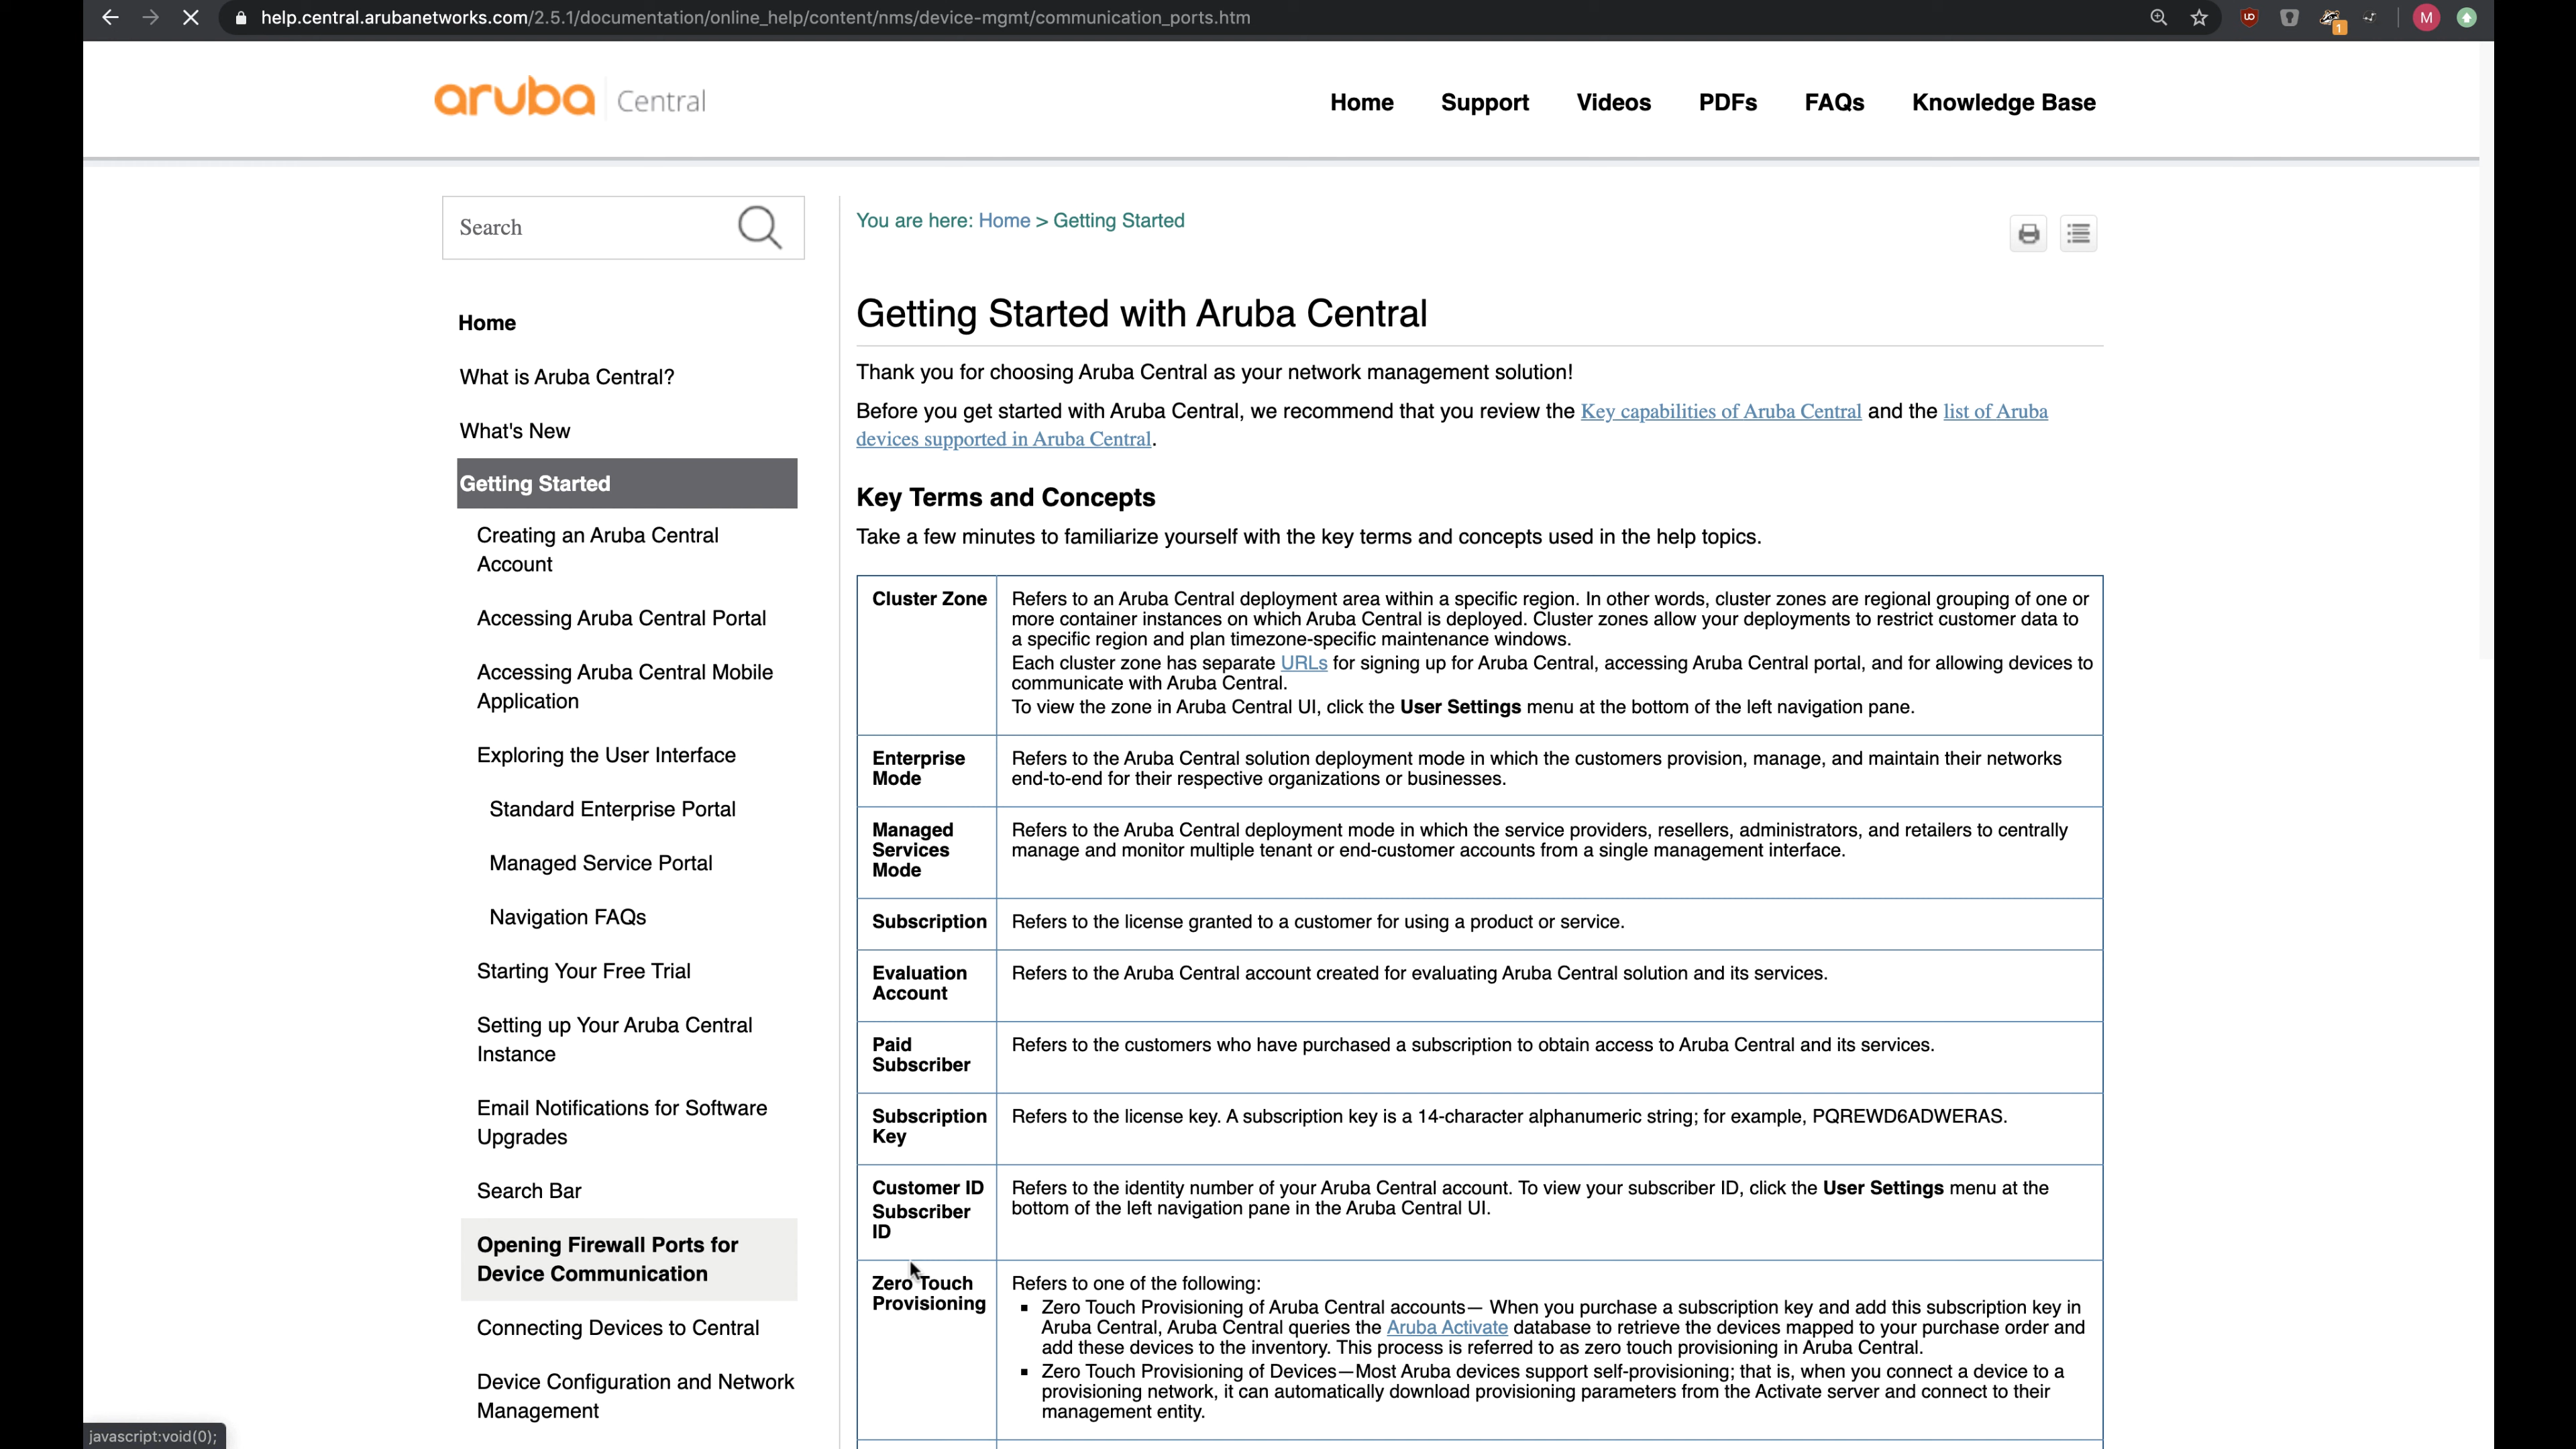 help.central.arubanetworks.com/2.5.1/documentation/online_help/content/nms/device-mgmt/communication_ports.htm
1
M
aruba Central
Home Support Videos PDFs FAQs Knowledge Base
Search
Home
What is Aruba Central?
What's New
Getting Started
Creating an Aruba Central
Account
Accessing Aruba Central Portal
Accessing Aruba Central Mobile
Application
Exploring the User Interface
Standard Enterprise Portal
Managed Service Portal
Navigation FAQs
Starting Your Free Trial
Setting up Your Aruba Central
Instance
Email Notifications for Software
Upgrades
Search Bar
Opening Firewall Ports for
Device Communication
Connecting Devices to Central
Device Configuration and Network
Management
You are here: Home > Getting Started
Getting Started with Aruba Central
Thank you for choosing Aruba Central as your network management solution!
Before you get started with Aruba Central, we recommend that you review the Key capabilities of Aruba Central and the list of Aruba
devices supported in Aruba Central.
Key Terms and Concepts
Take a few minutes to familiarize yourself with the key terms and concepts used in the help topics.
Cluster Zone
Refers to an Aruba Central deployment area within a specific region. In other words, cluster zones are regional grouping of one or
more container instances on which Aruba Central is deployed. Cluster zones allow your deployments to restrict customer data to
a specific region and plan timezone-specific maintenance windows.
Each cluster zone has separate URLs for signing up for Aruba Central, accessing Aruba Central portal, and for allowing devices to
communicate with Aruba Central.
To view the zone in Aruba Central UI, click the User Settings menu at the bottom of the left navigation pane.
Enterprise
Mode
Refers to the Aruba Central solution deployment mode in which the customers provision, manage, and maintain their networks
end-to-end for their respective organizations or businesses.
Managed
Services
Mode
Refers to the Aruba Central deployment mode in which the service providers, resellers, administrators, and retailers to centrally
manage and monitor multiple tenant or end-customer accounts from a single management interface.
Subscription
Refers to the license granted to a customer for using a product or service.
Evaluation
Account
Refers to the Aruba Central account created for evaluating Aruba Central solution and its services.
Paid
Subscriber
Refers to the customers who have purchased a subscription to obtain access to Aruba Central and its services.
Subscription
Key
Refers to the license key. A subscription key is a 14-character alphanumeric string; for example, PQREWD6ADWERAS.
Customer ID
Subscriber
ID
Refers to the identity number of your Aruba Central account. To view your subscriber ID, click the User Settings menu at the
bottom of the left navigation pane in the Aruba Central UI.
Zero Touch
Provisioning
Refers to one of the following:
▪ Zero Touch Provisioning of Aruba Central accounts— When you purchase a subscription key and add this subscription key in
Aruba Central, Aruba Central queries the Aruba Activate database to retrieve the devices mapped to your purchase order and
add these devices to the inventory. This process is referred to as zero touch provisioning in Aruba Central.
▪ Zero Touch Provisioning of Devices—Most Aruba devices support self-provisioning; that is, when you connect a device to a
provisioning network, it can automatically download provisioning parameters from the Activate server and connect to their
management entity.
javascript:void(0);